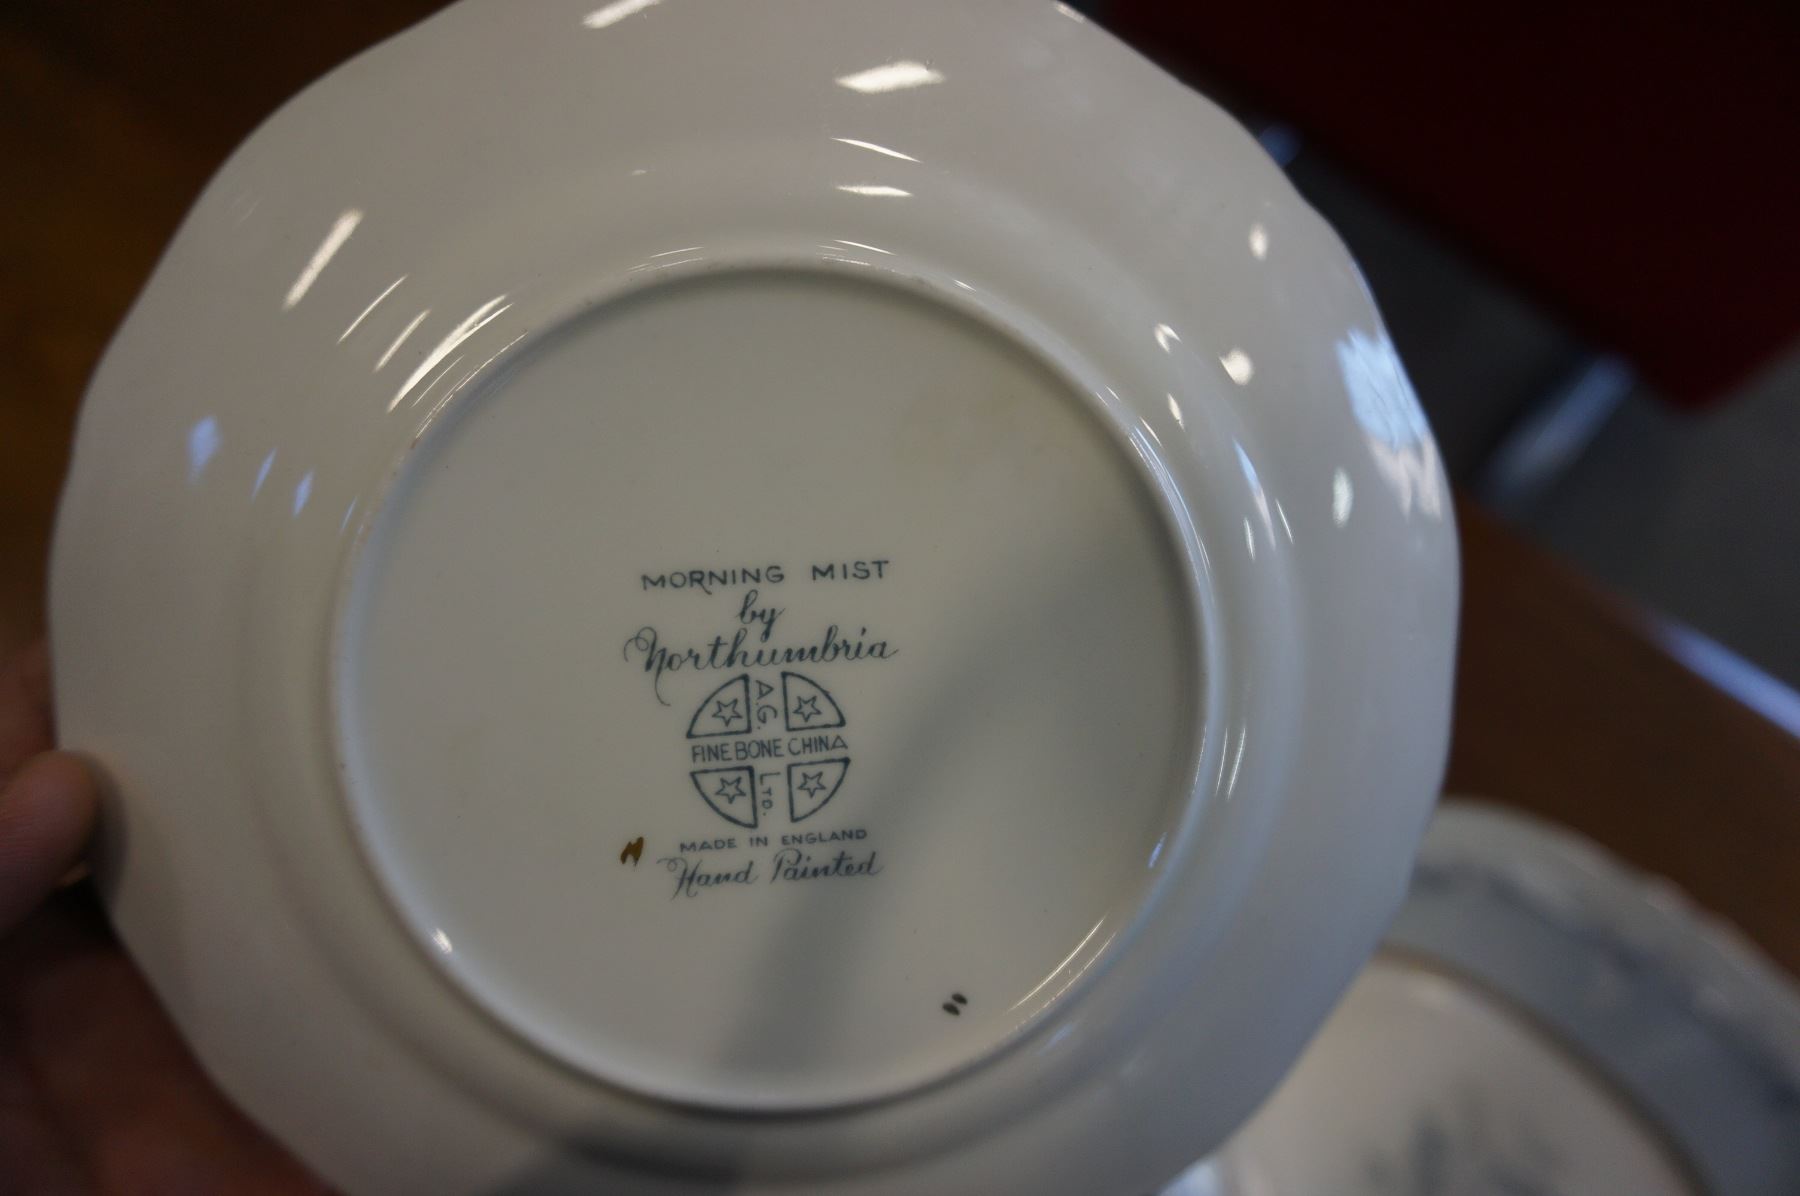 MORNING MIST
by
Northumbria
A.G.
FINE BONE CHINA
LTD.
MADE IN ENGLAND
Hand Painted